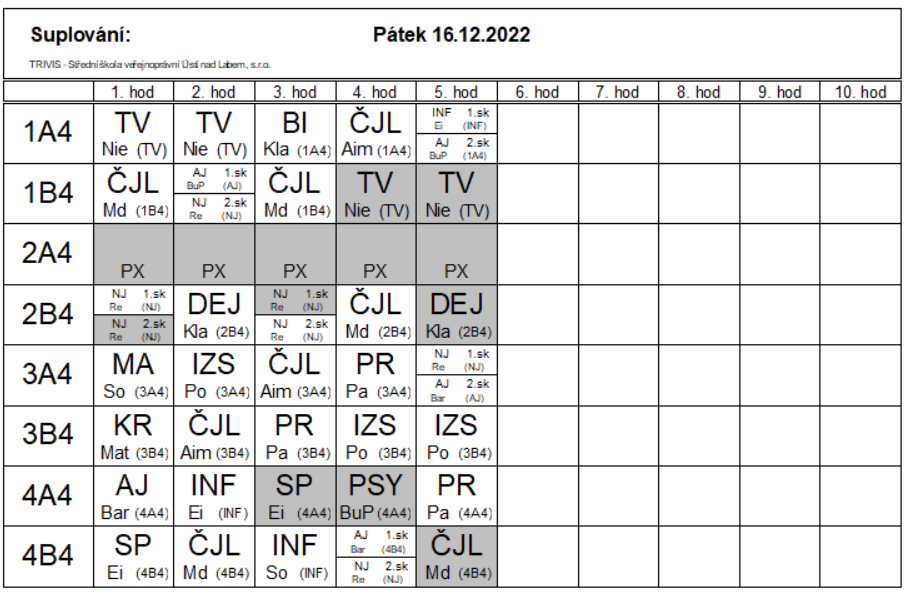 Suplování: Pátek 16.12.2022
TRIVIS - Střední škola veřejnoprávní Ústí nad Labem, s.r.o.
1. hod 2. hod 3. hod 4. hod 5. hod 6. hod 7. hod 8. hod 9. hod 10. hod
1A4 TV TV BI ČJL INF 1.sk
Ei (INF)
Nie (TV) Nie (TV) Kla (1A4) Aim (1A4) AJ 2.sk
BuP (1A4)
1B4 ČJL AJ 1.sk ČJL TV TV
BuP (AJ)
Md (1B4) NJ 2.sk Md (1B4) Nie (TV) Nie (TV)
Re (NJ)
2A4
PX PX PX PX PX
2B4 NJ 1.sk DEJ NJ 1.sk ČJL DEJ
Re (NJ) Re (NJ)
NJ 2.sk Kla (2B4) NJ 2.sk Md (2B4) Kla (2B4)
Re (NJ) Re (NJ)
3A4 MA IZS ČJL PR NJ 1.sk
Re (NJ)
So (3A4) Po (3A4) Aim (3A4) Pa (3A4) AJ 2.sk
Bar (AJ)
3B4 KR ČJL PR IZS IZS
Mat (3B4) Aim (3B4) Pa (3B4) Po (3B4) Po (3B4)
4A4 AJ INF SP PSY PR
Bar (4A4) Ei (INF) Ei (4A4) BuP (4A4) Pa (4A4)
4B4 SP ČJL INF AJ 1.sk ČJL
Bar (4B4)
Ei (4B4) Md (4B4) So (INF) NJ 2.sk Md (4B4)
Re (NJ)